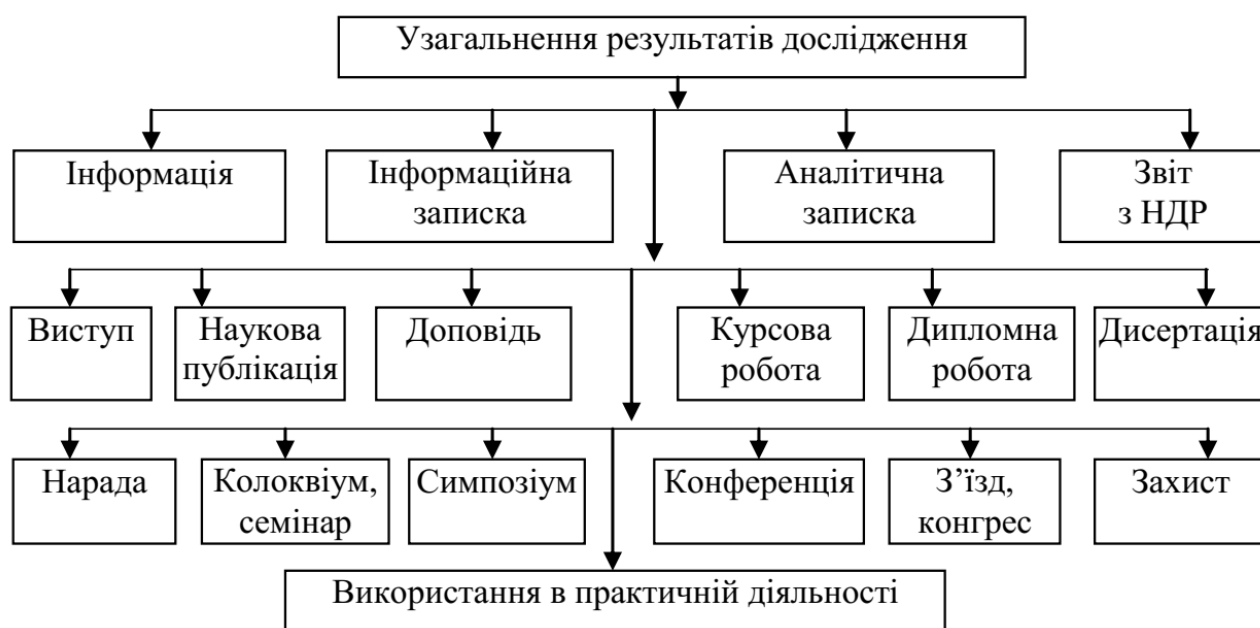 Узагальнення результатів дослідження
Інформація
Інформаційна
записка
Аналітична
записка
Звіт
з НДР
Виступ
Наукова
публікація
Доповідь
Курсова
робота
Дипломна
робота
Дисертація
Нарада
Колоквіум,
семінар
Симпозіум
Конференція
З’їзд,
конгрес
Захист
Використання в практичній діяльності